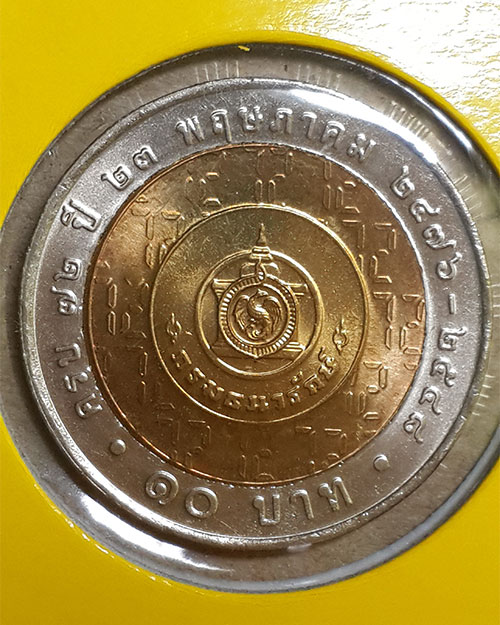 ครบ ๗๒ ปี ๒๓ พฤษภาคม ๒๔๗๖-๒๕๔๘
กรมธนารักษ์
๑๐ บาท